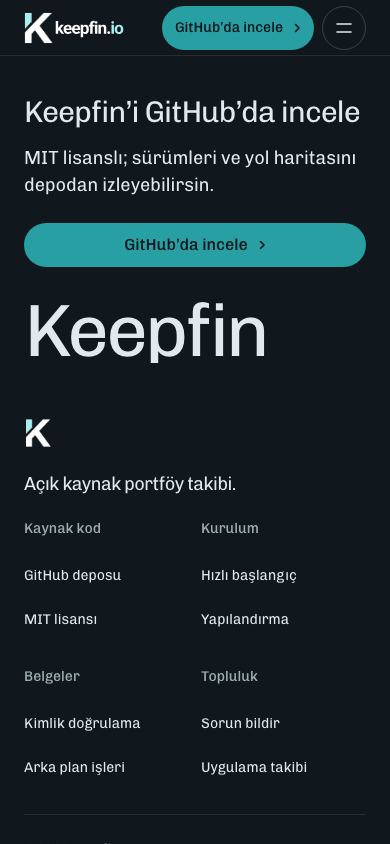 keepfin.io
GitHub’da incele
Keepfin’i GitHub’da incele
MIT lisanslı; sürümleri ve yol haritasını
depodan izleyebilirsin.
GitHub’da incele
Keepfin
Açık kaynak portföy takibi.
Kaynak kod
Kurulum
GitHub deposu
Hızlı başlangıç
MIT lisansı
Yapılandırma
Belgeler
Topluluk
Kimlik doğrulama
Sorun bildir
Arka plan işleri
Uygulama takibi